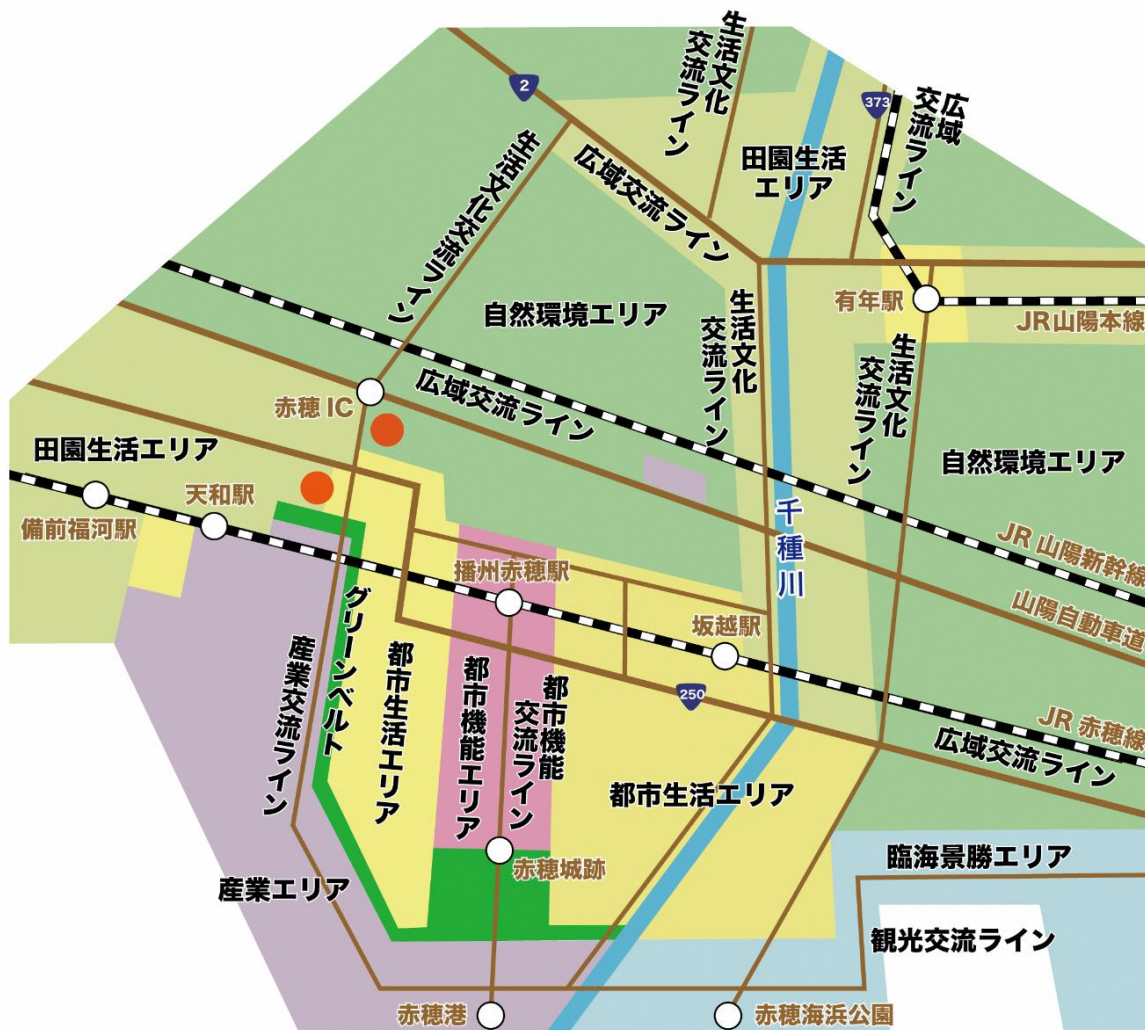 生活文化
交流ライン
2
373
広域
交流ライン
田園生活
エリア
生活文化交流ライン
広域交流ライン
有年駅
JR山陽本線
自然環境エリア
生活文化
交流ライン
生活文化
交流ライン
赤穂 IC
広域交流ライン
田園生活エリア
自然環境エリア
天和駅
備前福河駅
千種川
JR 山陽新幹線
播州赤穂駅
山陽自動車道
坂越駅
グリーンベルト
産業交流ライン
都市生活エリア
都市機能エリア
都市機能
交流ライン
250
JR 赤穂線
広域交流ライン
都市生活エリア
赤穂城跡
臨海景勝エリア
産業エリア
観光交流ライン
赤穂港
赤穂海浜公園